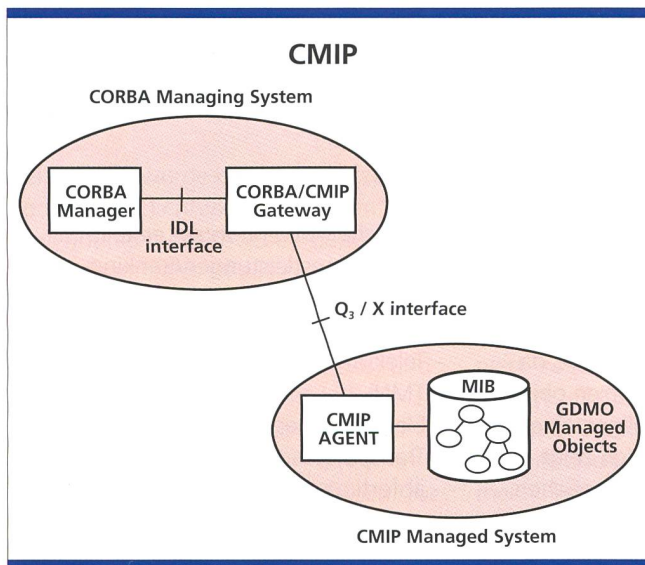 CMIP
CORBA Managing System
CORBA
Manager
IDL
interface
CORBA/CMIP
Gateway
Q₃ / X interface
CMIP
AGENT
MIB
GDMO
Managed
Objects
CMIP Managed System